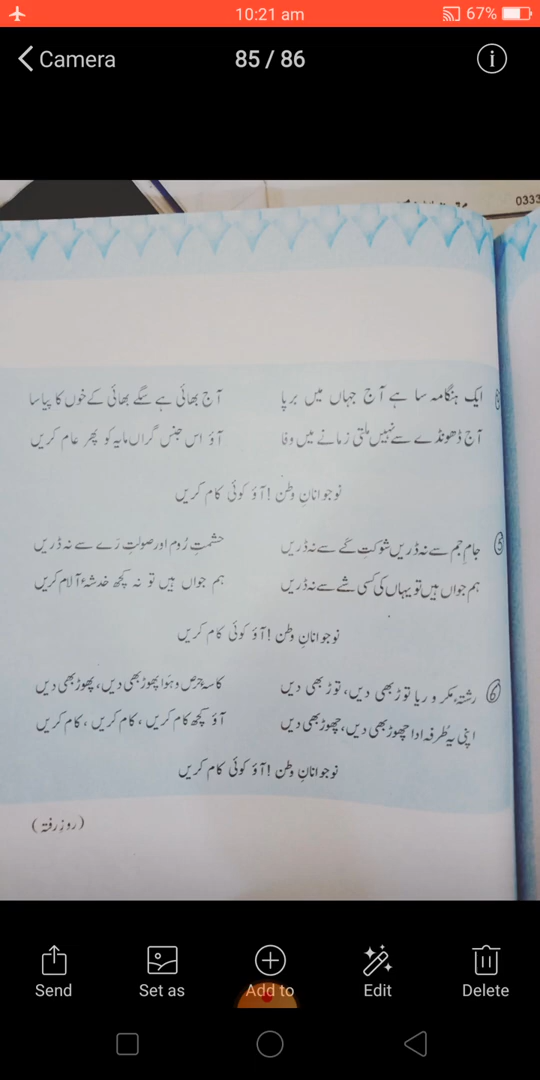 10:21 am
67%
Camera
85 / 86
0333
ایک ہنگامہ سا ہے آج جہاں میں برپا آج بھائی ہے سگے بھائی کے خوں کا پیاسا
آج ڈھونڈے سے نہیں ملتی زمانے میں وفا آؤ اس جنسِ گراں مایہ کو پھر عام کریں
نوجوانانِ وطن! آؤ کوئی کام کریں
5 جامِ جم سے نہ ڈریں شوکتِ کَے سے نہ ڈریں حشمتِ رُوم اور صولتِ رَے سے نہ ڈریں
ہم جواں ہیں تو یہاں کی کسی شے سے نہ ڈریں ہم جواں ہیں تو نہ کچھ خدشۂ آلام کریں
نوجوانانِ وطن! آؤ کوئی کام کریں
6 رشتۂ مکر و ریا توڑ بھی دیں، توڑ بھی دیں کاسۂ حرص و ہوا پھوڑ بھی دیں، پھوڑ بھی دیں
اپنی یہ طُرفہ ادا چھوڑ بھی دیں، چھوڑ بھی دیں آؤ کچھ کام کریں، کام کریں، کام کریں
نوجوانانِ وطن! آؤ کوئی کام کریں
(روزِ رفتہ)
Send Set as Add to Edit Delete